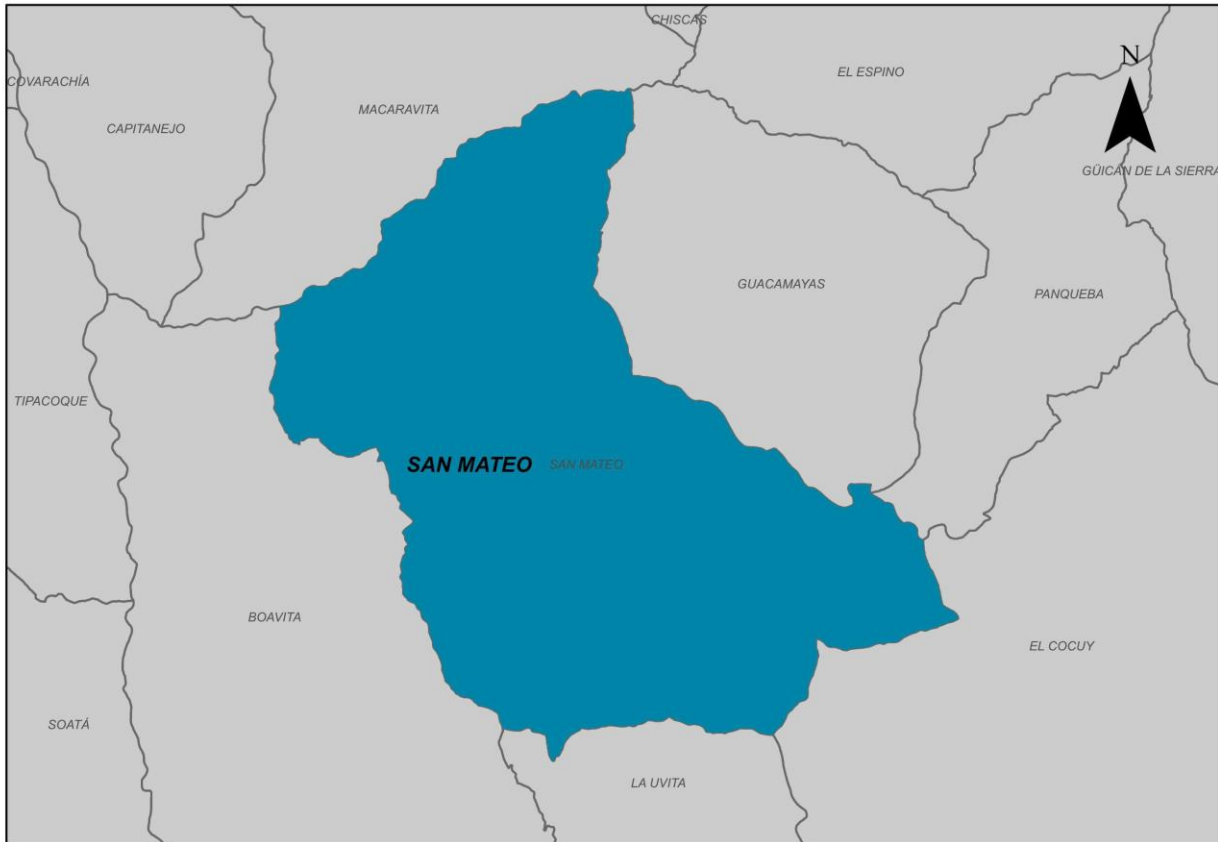 CHISCAS
N
EL ESPINO
COVARACHÍA
MACARAVITA
CAPITANEJO
GÜICÁN DE LA SIERRA
GUACAMAYAS
PANQUEBA
TIPACOQUE
SAN MATEO SAN MATEO
BOAVITA
EL COCUY
SOATÁ
LA UVITA